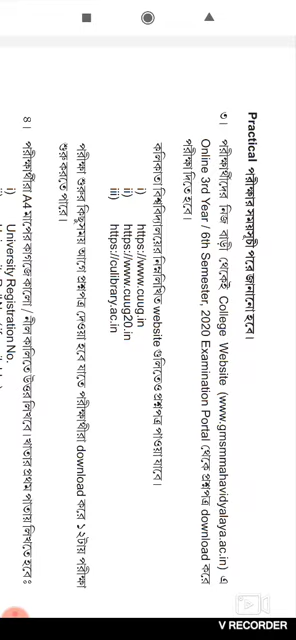 Practical পরীক্ষার সময়সূচী পরে জানানো হবে।
৩। পরীক্ষার্থীদের নিজ বাড়ী থেকেই College Website (www.gmsmmahavidyalaya.ac.in) এ
Online 3rd Year / 6th Semester, 2020 Examination Portal থেকে প্রশ্নপত্র download করে
পরীক্ষা দিতে হবে।
কলিকাতা বিশ্ববিদ্যালয়ের নিম্নলিখিত website গুলিতেও প্রশ্নপত্র পাওয়া যাবে।
i) https://www.cuug.in
ii) https://www.cuug20.in
iii) https://culibrary.ac.in
পরীক্ষা শুরুর কিছুসময় আগে প্রশ্নপত্র দেওয়া হবে যাতে পরীক্ষার্থীরা download করে ১২টায় পরীক্ষা
শুরু করতে পারে।
৪। পরীক্ষার্থীরা A4 মাপের কাগজে কালো / নীল কালিতে উত্তর লিখবে। খাতার প্রথম পাতায় লিখতে হবেঃ
i) University Registration No.
V RECORDER